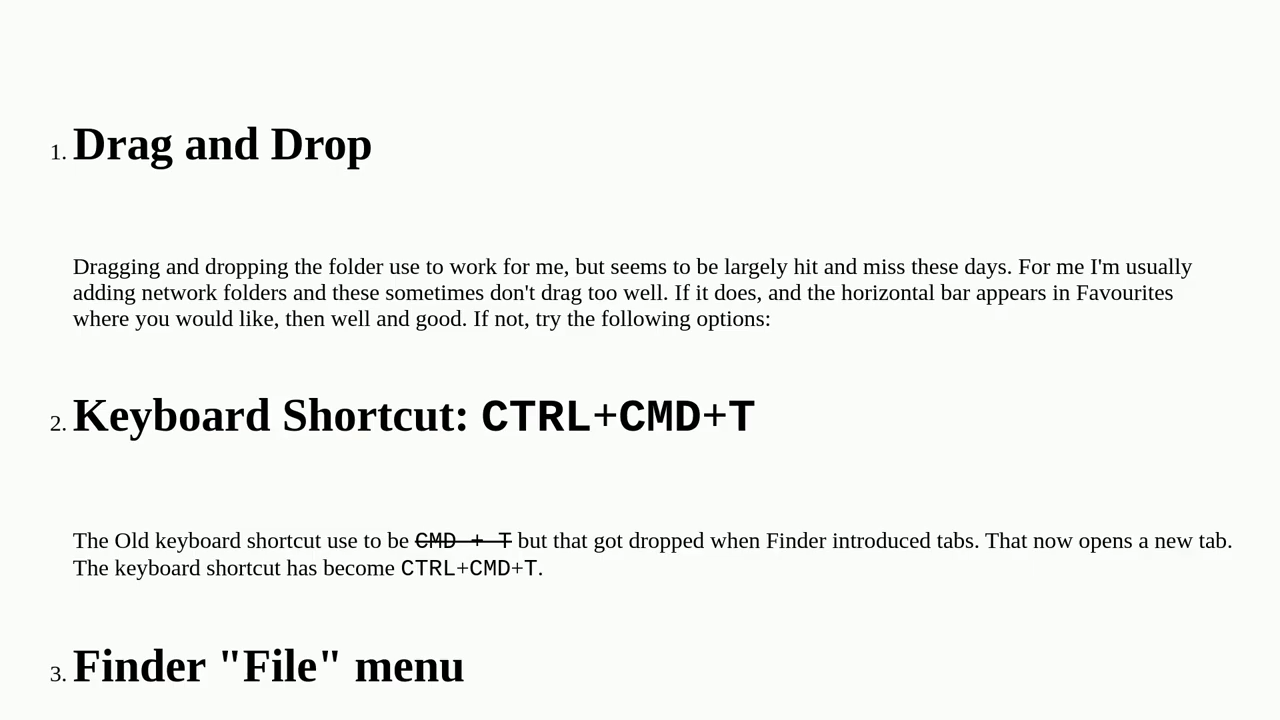 1. Drag and Drop
Dragging and dropping the folder use to work for me, but seems to be largely hit and miss these days. For me I'm usually
adding network folders and these sometimes don't drag too well. If it does, and the horizontal bar appears in Favourites
where you would like, then well and good. If not, try the following options:
2. Keyboard Shortcut: CTRL+CMD+T
The Old keyboard shortcut use to be CMD + T but that got dropped when Finder introduced tabs. That now opens a new tab.
The keyboard shortcut has become CTRL+CMD+T.
3. Finder "File" menu